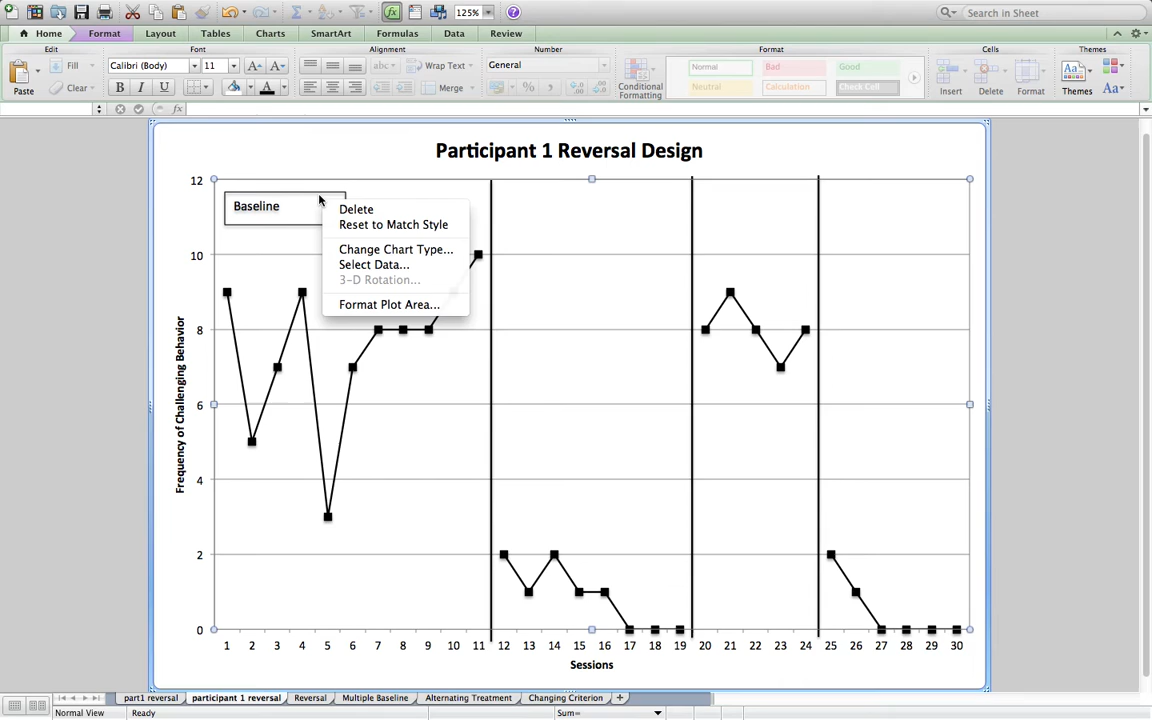 125%
Search in Sheet
Home Format Layout Tables Charts SmartArt Formulas Data Review
Edit Font Alignment Number Format Cells Themes
Fill Calibri (Body) 11 abc Wrap Text General Normal Bad Good
Paste Clear B I U A Merge % Conditional Formatting Neutral Calculation Check Cell Insert Delete Format Themes Aa
fx
Participant 1 Reversal Design
Baseline
Delete
Reset to Match Style
Change Chart Type...
Select Data...
3-D Rotation...
Format Plot Area...
12
10
8
6
4
2
0
Frequency of Challenging Behavior
1 2 3 4 5 6 7 8 9 10 11 12 13 14 15 16 17 18 19 20 21 22 23 24 25 26 27 28 29 30
Sessions
part1 reversal participant 1 reversal Reversal Multiple Baseline Alternating Treatment Changing Criterion
Normal View Ready Sum=